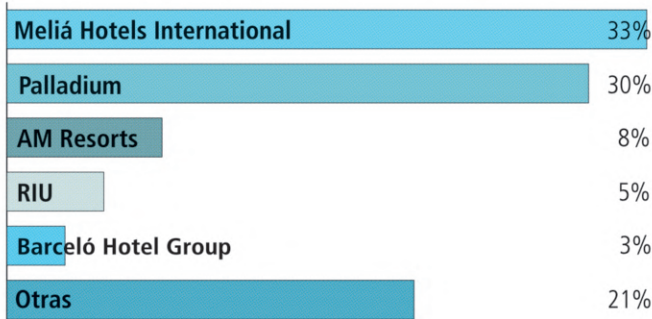 Meliá Hotels International 33%
Palladium 30%
AM Resorts 8%
RIU 5%
Barceló Hotel Group 3%
Otras 21%